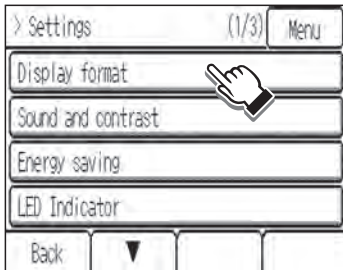 > Settings (1/3) Menu
Display format
Sound and contrast
Energy saving
LED Indicator
Back ▼